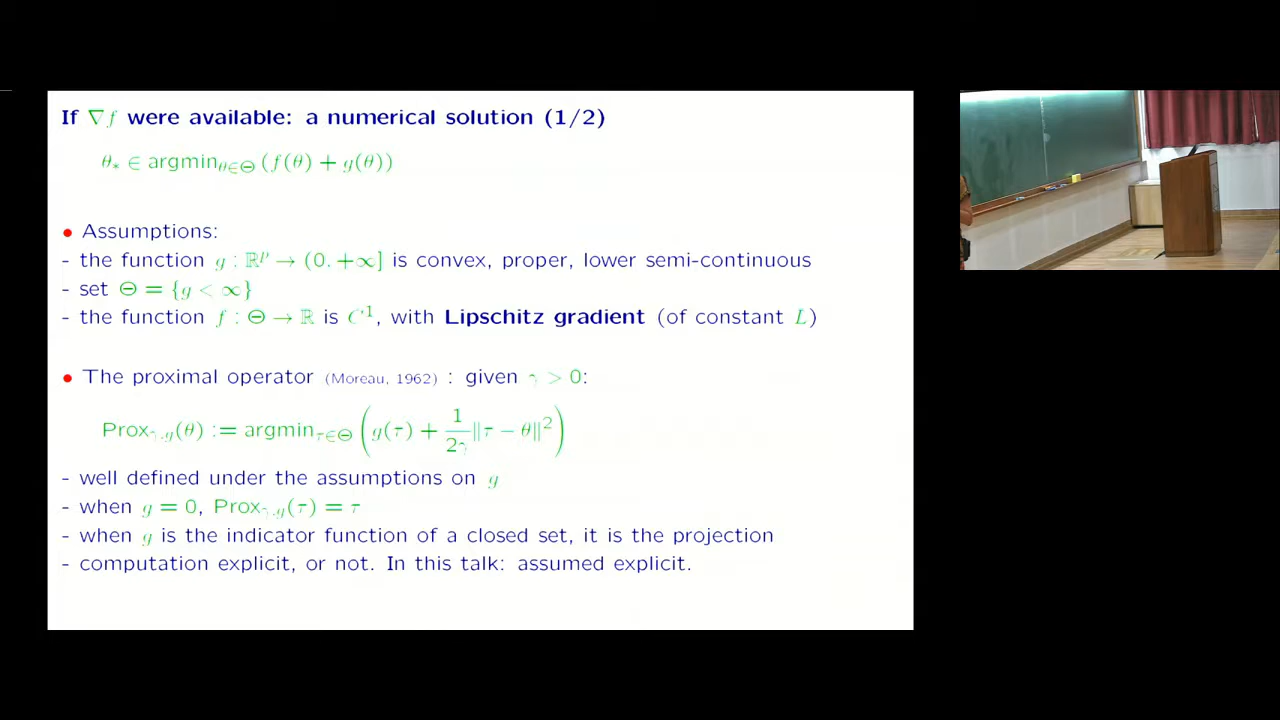 If ∇f were available: a numerical solution (1/2)
θ* ∈ argmin_{θ∈Θ} (f(θ) + g(θ))
• Assumptions:
- the function g : ℝ^p → (0. +∞] is convex, proper, lower semi-continuous
- set Θ = {g < ∞}
- the function f : Θ → ℝ is C^1, with Lipschitz gradient (of constant L)
• The proximal operator (Moreau, 1962) : given γ > 0:
Prox_{γ,g}(θ) := argmin_{τ∈Θ} ( g(τ) + 1/(2γ) ‖τ − θ‖² )
- well defined under the assumptions on g
- when g = 0, Prox_{γ,g}(τ) = τ
- when g is the indicator function of a closed set, it is the projection
- computation explicit, or not. In this talk: assumed explicit.